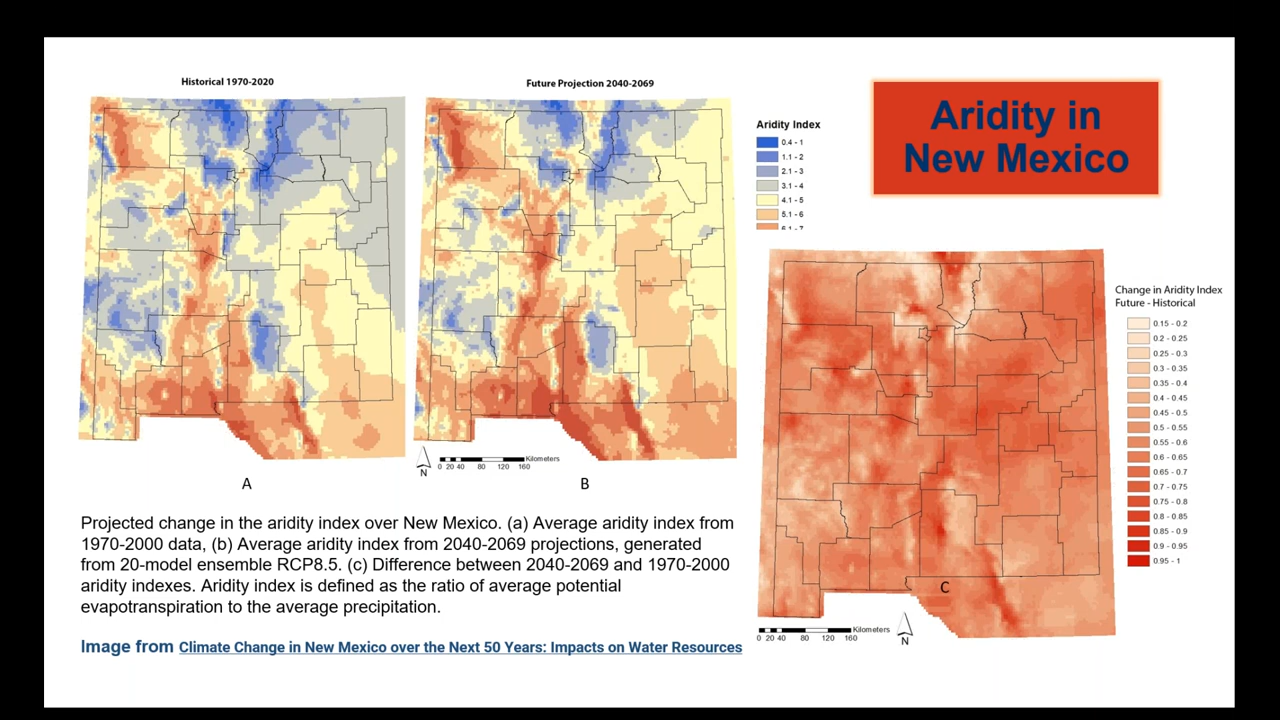 Historical 1970-2020
Future Projection 2040-2069
Aridity in
New Mexico
Aridity Index
0.4 - 1
1.1 - 2
2.1 - 3
3.1 - 4
4.1 - 5
5.1 - 6
6.1 - 7
N
Kilometers
0 20 40 80 120 160
A
B
Change in Aridity Index
Future - Historical
0.15 - 0.2
0.2 - 0.25
0.25 - 0.3
0.3 - 0.35
0.35 - 0.4
0.4 - 0.45
0.45 - 0.5
0.5 - 0.55
0.55 - 0.6
0.6 - 0.65
0.65 - 0.7
0.7 - 0.75
0.75 - 0.8
0.8 - 0.85
0.85 - 0.9
0.9 - 0.95
0.95 - 1
C
Kilometers
0 20 40 80 120 160
N
Projected change in the aridity index over New Mexico. (a) Average aridity index from
1970-2000 data, (b) Average aridity index from 2040-2069 projections, generated
from 20-model ensemble RCP8.5. (c) Difference between 2040-2069 and 1970-2000
aridity indexes. Aridity index is defined as the ratio of average potential
evapotranspiration to the average precipitation.
Image from Climate Change in New Mexico over the Next 50 Years: Impacts on Water Resources